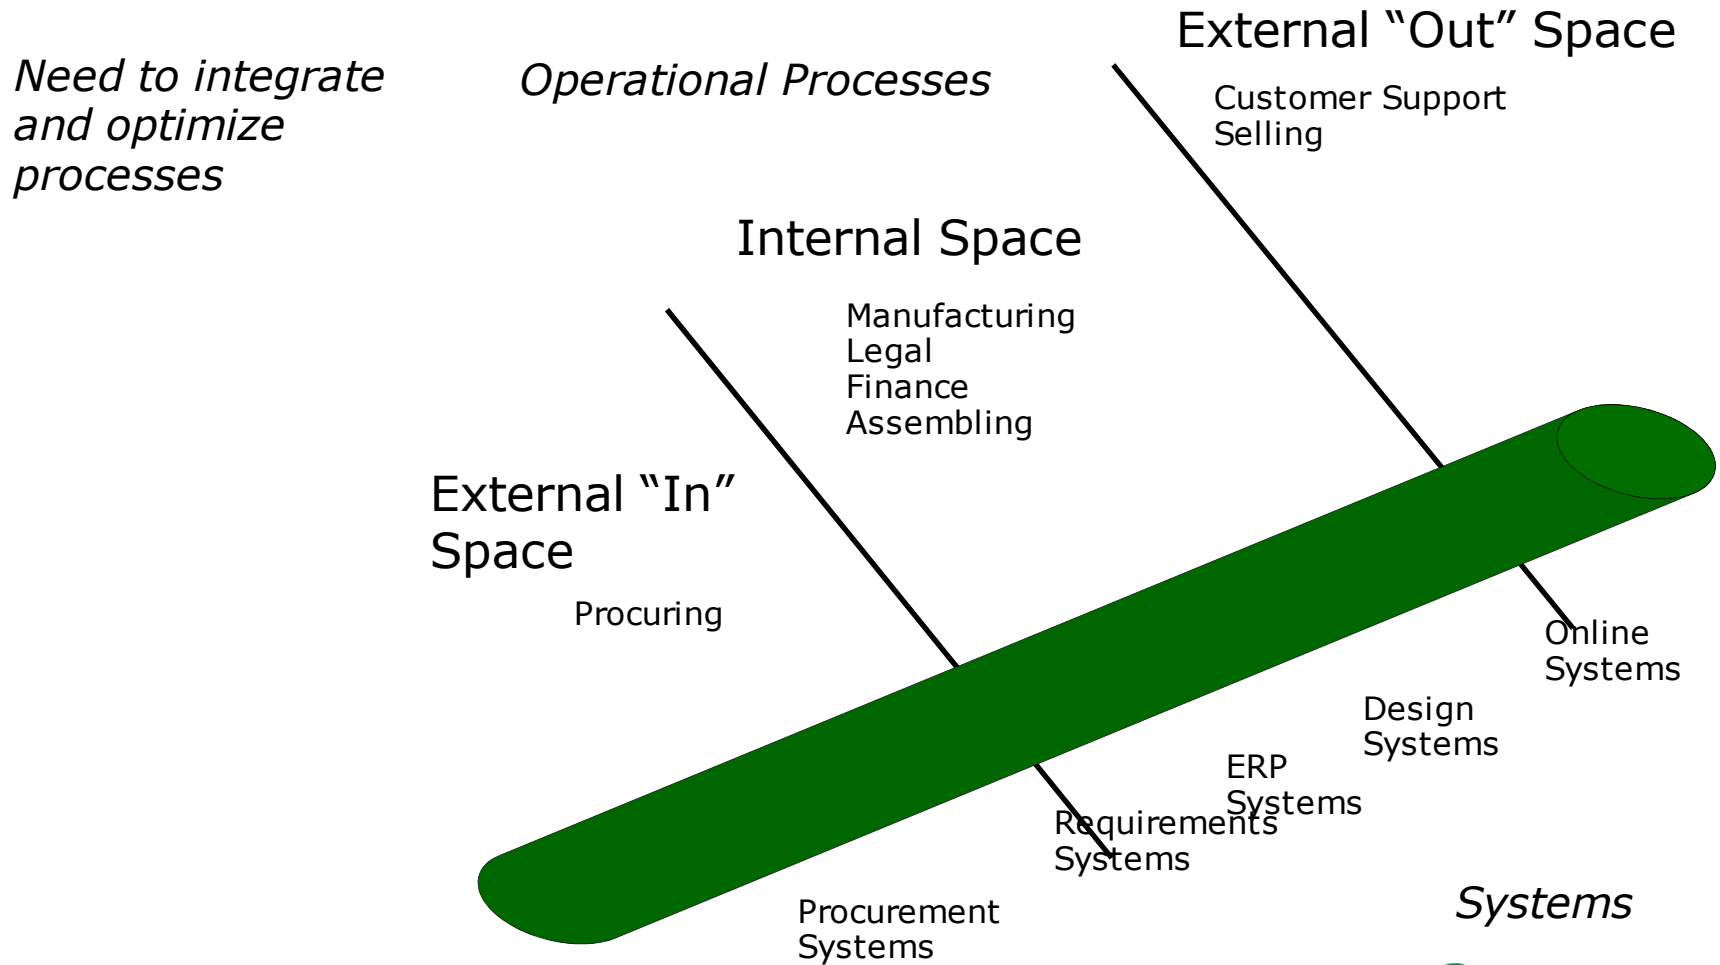 External “Out” Space
Need to integrate
and optimize
processes
Operational Processes
Customer Support
Selling
Internal Space
Manufacturing
Legal
Finance
Assembling
External “In”
Space
Procuring
Online
Systems
Design
Systems
ERP
Systems
Requirements
Systems
Procurement
Systems
Systems